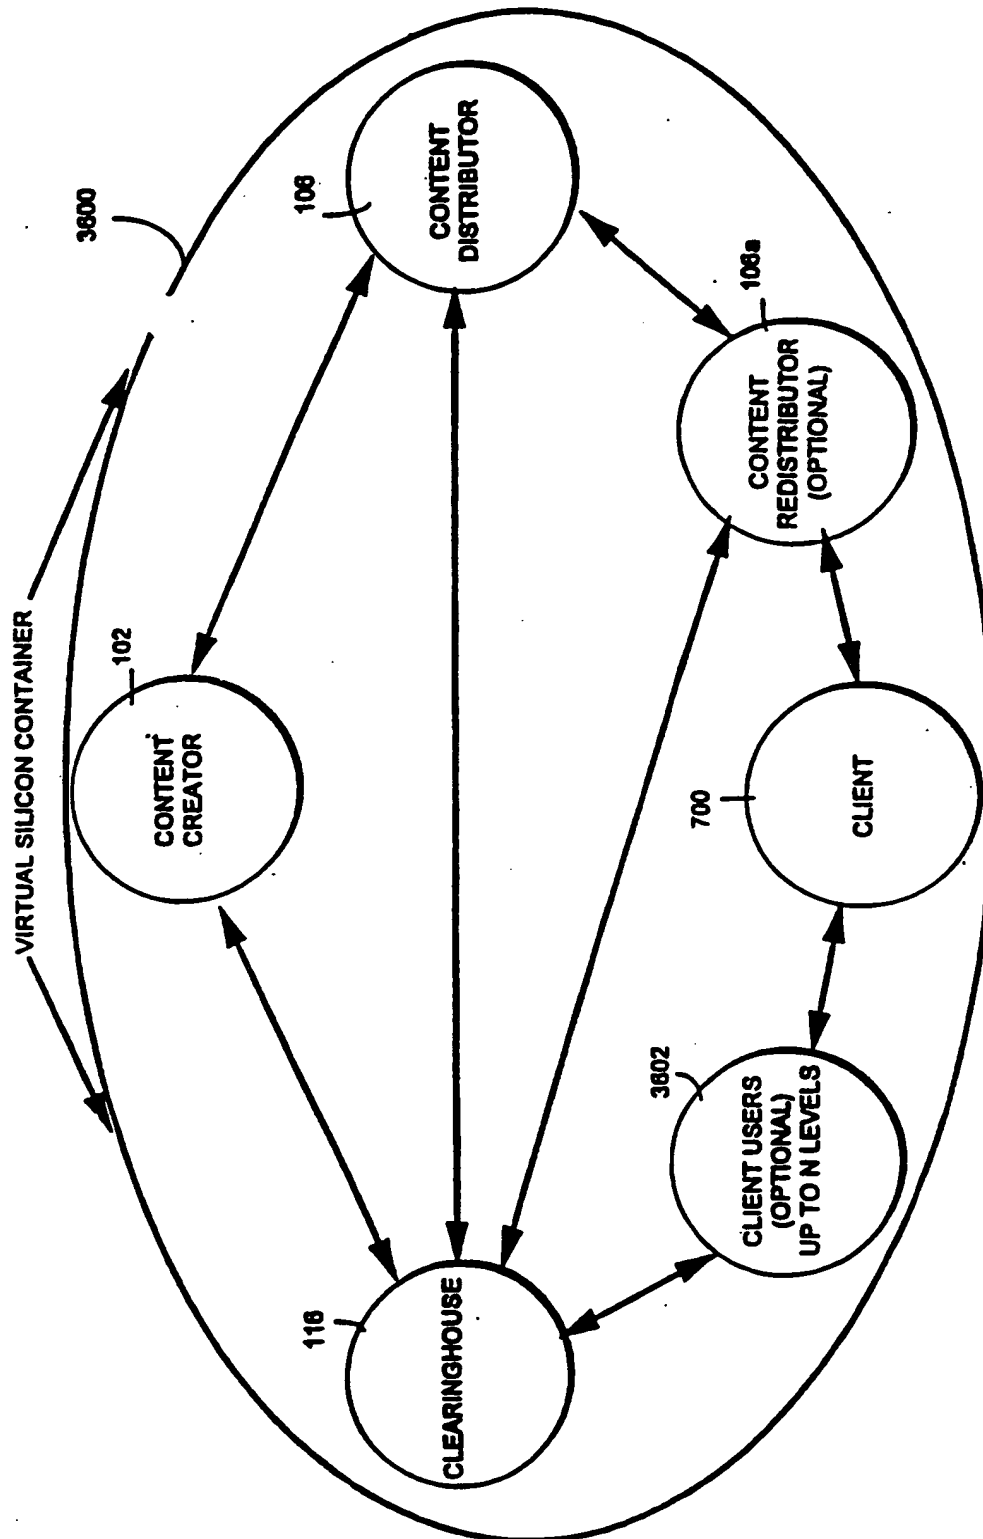 VIRTUAL SILICON CONTAINER
3600
102
CONTENT
CREATOR
116
CLEARINGHOUSE
106
CONTENT
DISTRIBUTOR
3602
CLIENT USERS
(OPTIONAL)
UP TO N LEVELS
700
CLIENT
106a
CONTENT
REDISTRIBUTOR
(OPTIONAL)